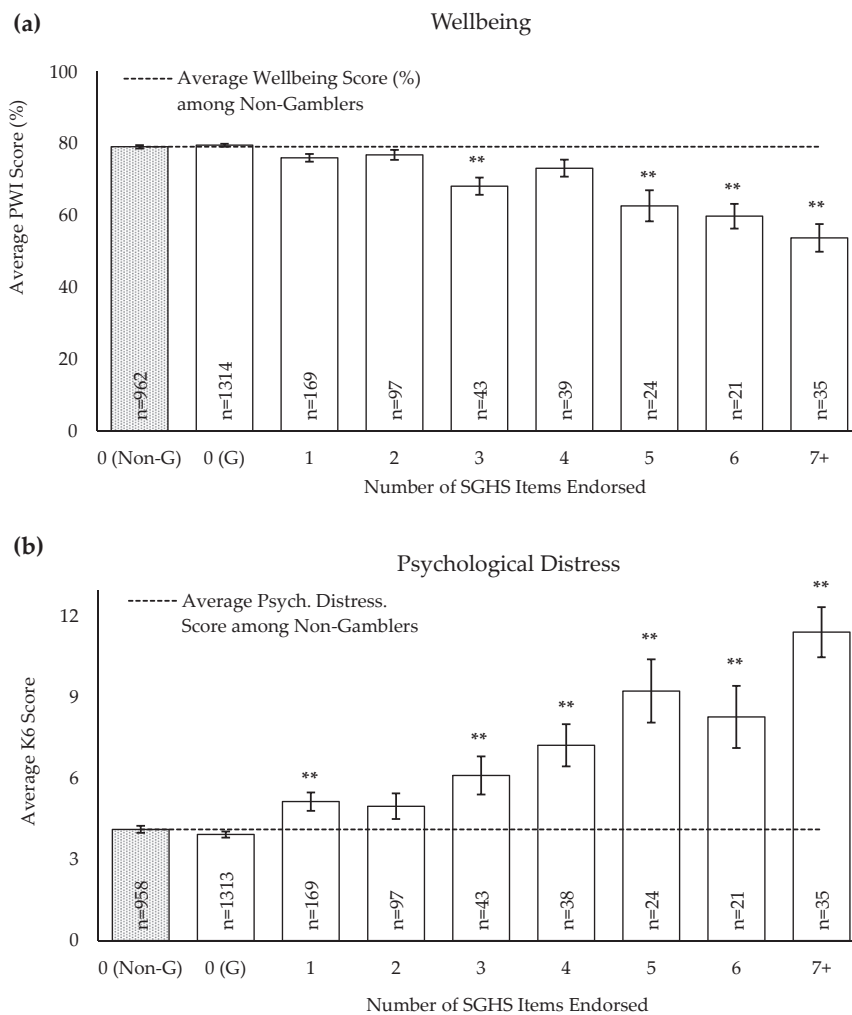 (a)
Wellbeing
Average PWI Score (%)
100
80
60
40
20
0
Average Wellbeing Score (%)
among Non-Gamblers
**
**
**
**
n=962
n=1314
n=169
n=97
n=43
n=39
n=24
n=21
n=35
0 (Non-G)
0 (G)
1
2
3
4
5
6
7+
Number of SGHS Items Endorsed
(b)
Psychological Distress
Average K6 Score
12
9
6
3
0
Average Psych. Distress.
Score among Non-Gamblers
**
**
**
**
**
**
n=958
n=1313
n=169
n=97
n=43
n=38
n=24
n=21
n=35
0 (Non-G)
0 (G)
1
2
3
4
5
6
7+
Number of SGHS Items Endorsed